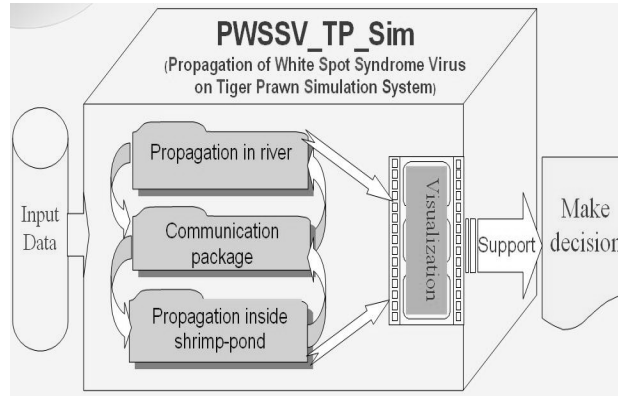 PWSSV_TP_Sim
(Propagation of White Spot Syndrome Virus
on Tiger Prawn Simulation System)
Input
Data
Propagation in river
Communication
package
Propagation inside
shrimp-pond
Visualization
Support
Make
decision